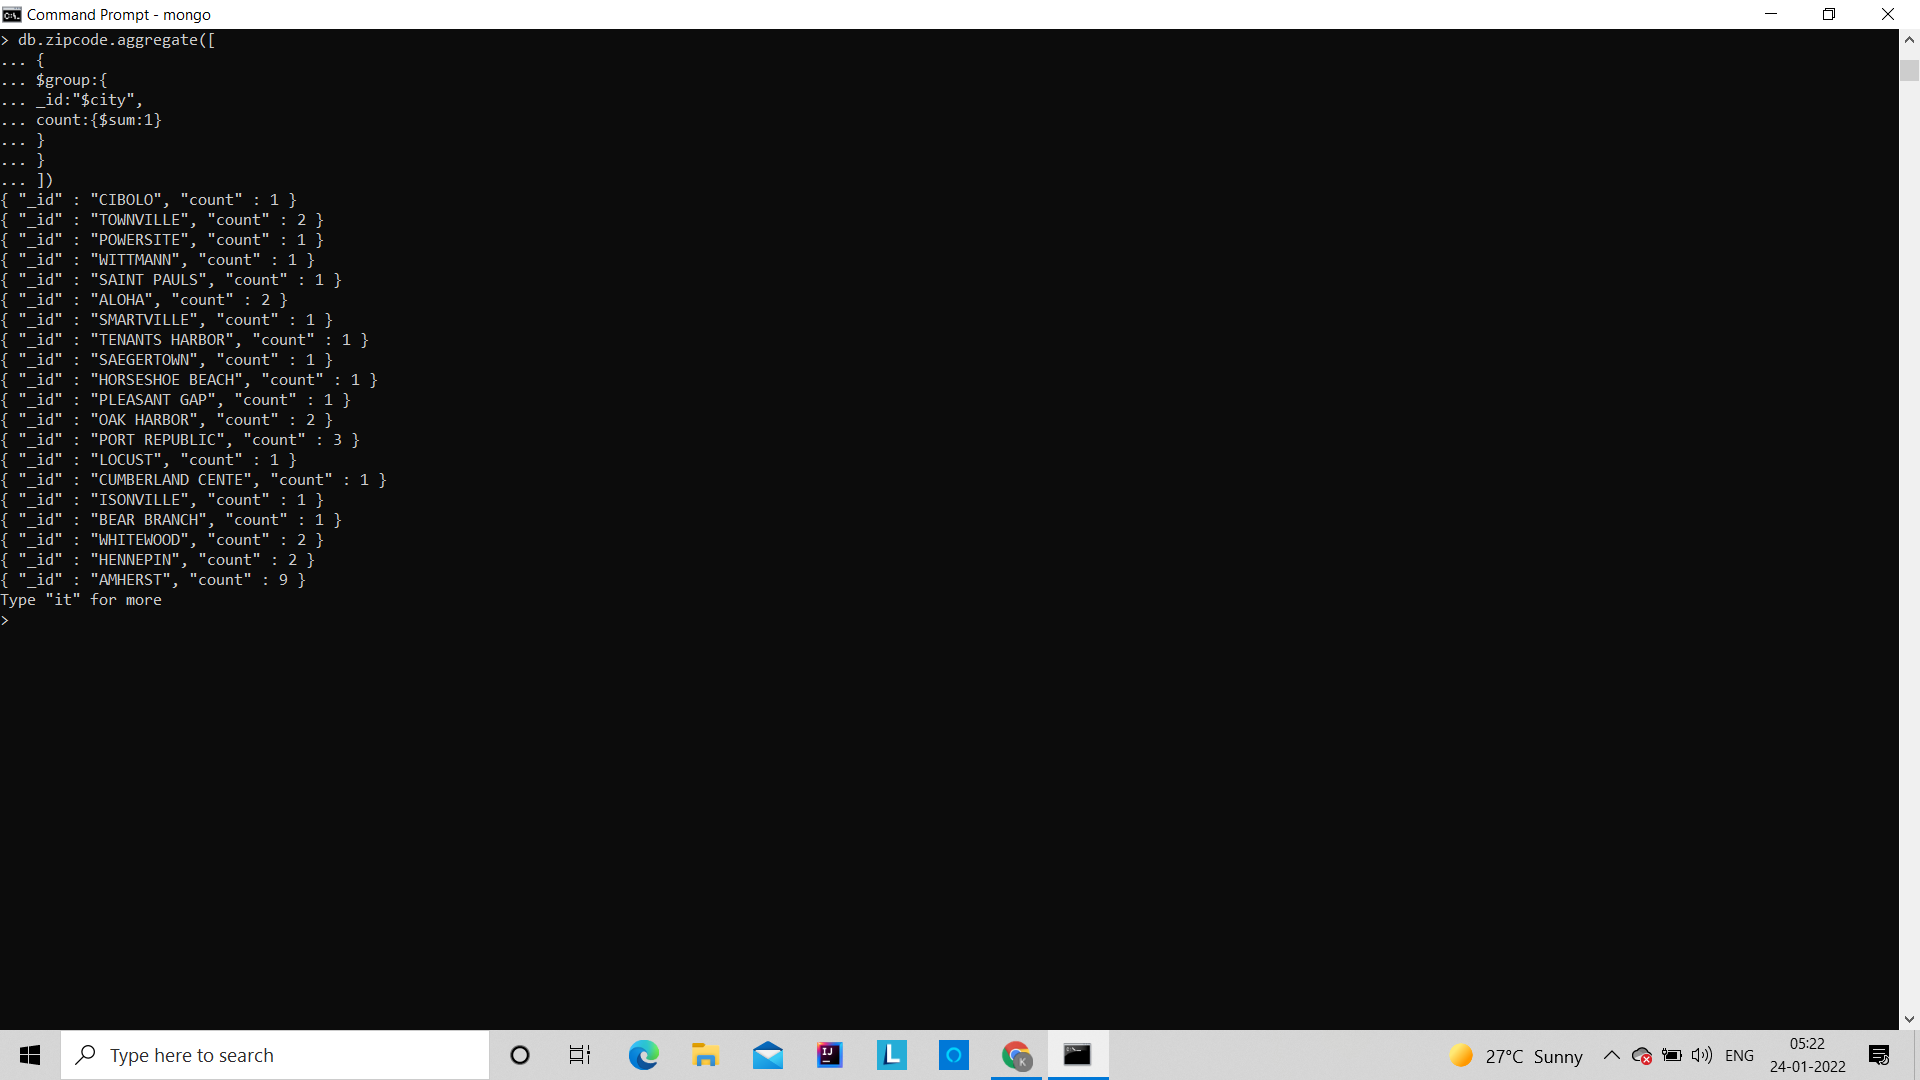 Command Prompt - mongo
> db.zipcode.aggregate([
... {
... $group:{
... _id:"$city",
... count:{$sum:1}
... }
... }
... ])
{ "_id" : "CIBOLO", "count" : 1 }
{ "_id" : "TOWNVILLE", "count" : 2 }
{ "_id" : "POWERSITE", "count" : 1 }
{ "_id" : "WITTMANN", "count" : 1 }
{ "_id" : "SAINT PAULS", "count" : 1 }
{ "_id" : "ALOHA", "count" : 2 }
{ "_id" : "SMARTVILLE", "count" : 1 }
{ "_id" : "TENANTS HARBOR", "count" : 1 }
{ "_id" : "SAEGERTOWN", "count" : 1 }
{ "_id" : "HORSESHOE BEACH", "count" : 1 }
{ "_id" : "PLEASANT GAP", "count" : 1 }
{ "_id" : "OAK HARBOR", "count" : 2 }
{ "_id" : "PORT REPUBLIC", "count" : 3 }
{ "_id" : "LOCUST", "count" : 1 }
{ "_id" : "CUMBERLAND CENTE", "count" : 1 }
{ "_id" : "ISONVILLE", "count" : 1 }
{ "_id" : "BEAR BRANCH", "count" : 1 }
{ "_id" : "WHITEWOOD", "count" : 2 }
{ "_id" : "HENNEPIN", "count" : 2 }
{ "_id" : "AMHERST", "count" : 9 }
Type "it" for more
>
Type here to search
IJ
L
K
27°C Sunny
ENG
05:22
24-01-2022